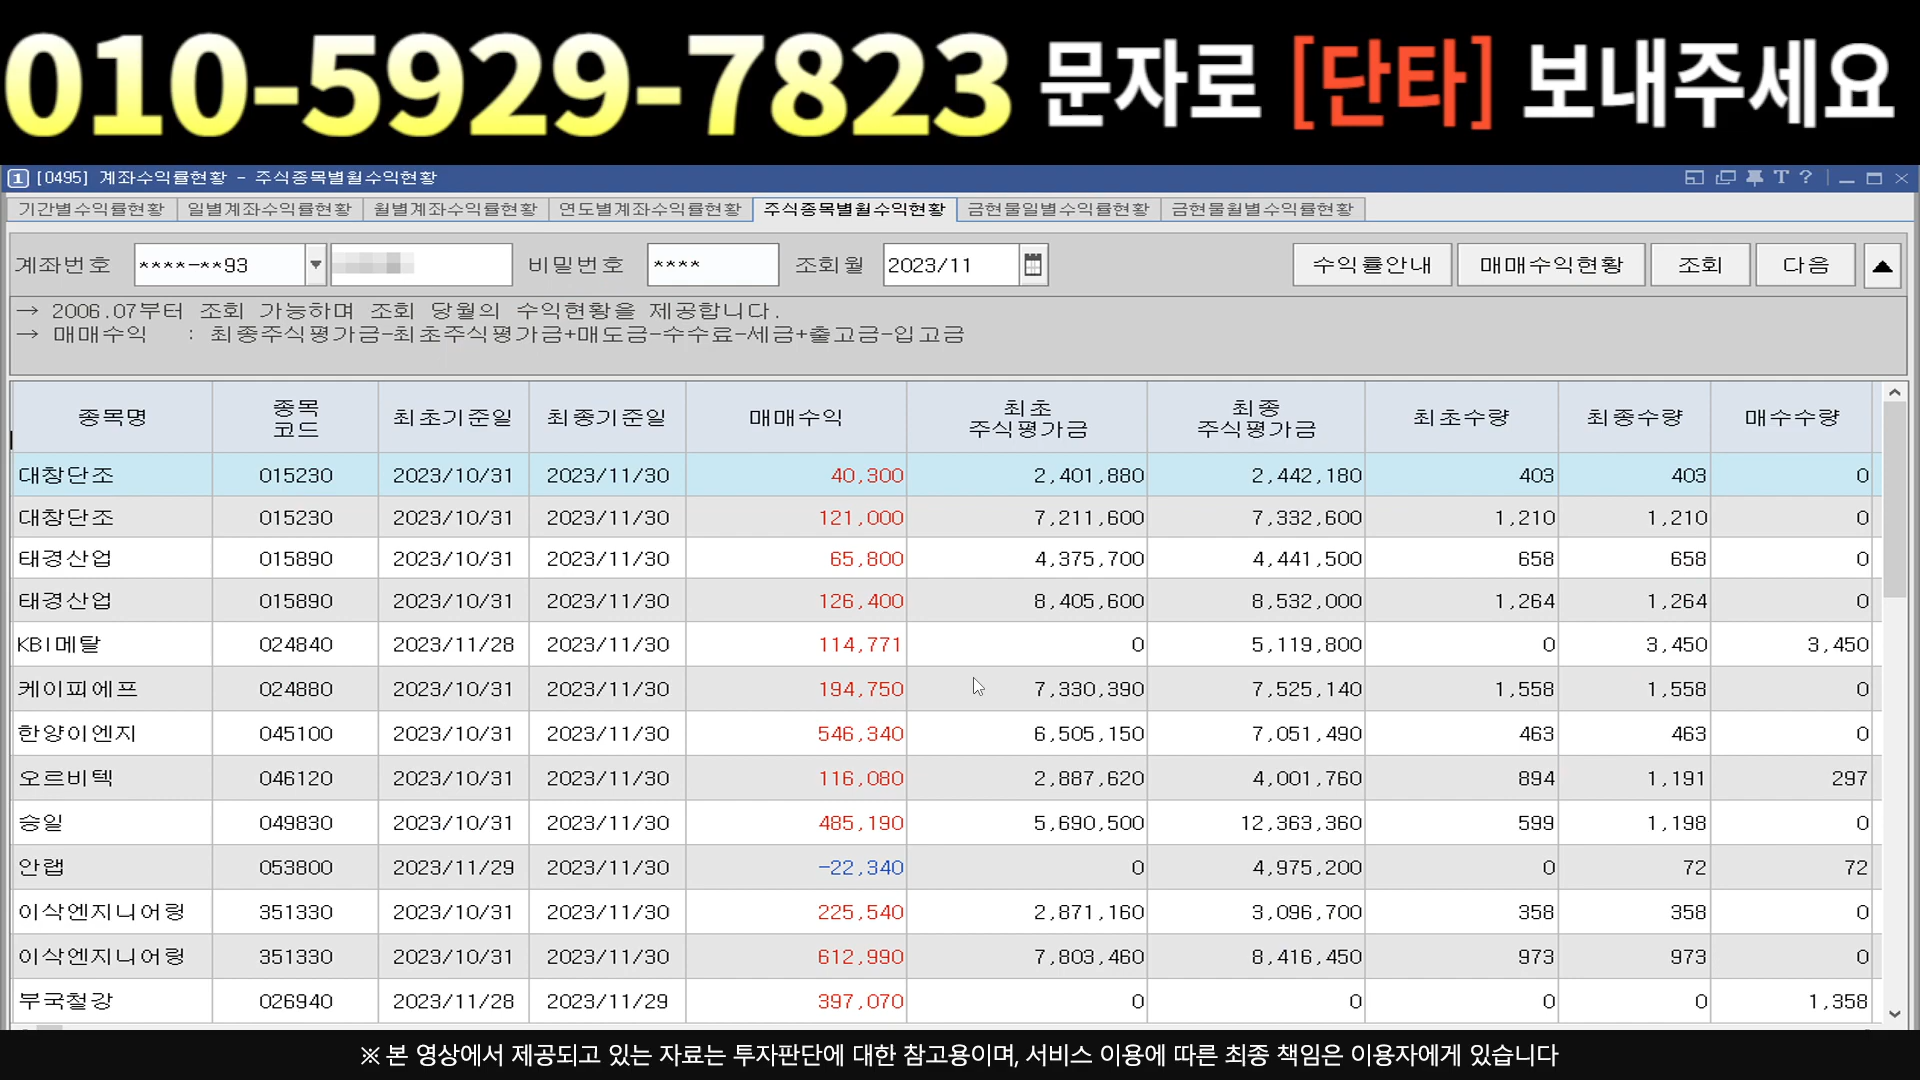 010-5929-7823 문자로 [단타] 보내주세요
1 [0495] 계좌수익률현황 - 주식종목별월수익현황 T ?
기간별수익률현황 일별계좌수익률현황 월별계좌수익률현황 연도별계좌수익률현황 주식종목별월수익현황 금현물일별수익률현황 금현물월별수익률현황
계좌번호 ****-**93 비밀번호 **** 조회월 2023/11 수익률안내 매매수익현황 조회 다음 ▲
→ 2006.07부터 조회 가능하며 조회 당월의 수익현황을 제공합니다.
→ 매매수익 : 최종주식평가금-최초주식평가금+매도금-수수료-세금+출고금-입고금
종목명 종목 코드 최초기준일 최종기준일 매매수익 최초 주식평가금 최종 주식평가금 최초수량 최종수량 매수수량
대창단조 015230 2023/10/31 2023/11/30 40,300 2,401,880 2,442,180 403 403 0
대창단조 015230 2023/10/31 2023/11/30 121,000 7,211,600 7,332,600 1,210 1,210 0
태경산업 015890 2023/10/31 2023/11/30 65,800 4,375,700 4,441,500 658 658 0
태경산업 015890 2023/10/31 2023/11/30 126,400 8,405,600 8,532,000 1,264 1,264 0
KBI메탈 024840 2023/11/28 2023/11/30 114,771 0 5,119,800 0 3,450 3,450
케이피에프 024880 2023/10/31 2023/11/30 194,750 7,330,390 7,525,140 1,558 1,558 0
한양이엔지 045100 2023/10/31 2023/11/30 546,340 6,505,150 7,051,490 463 463 0
오르비텍 046120 2023/10/31 2023/11/30 116,080 2,887,620 4,001,760 894 1,191 297
승일 049830 2023/10/31 2023/11/30 485,190 5,690,500 12,363,360 599 1,198 0
안랩 053800 2023/11/29 2023/11/30 -22,340 0 4,975,200 0 72 72
이삭엔지니어링 351330 2023/10/31 2023/11/30 225,540 2,871,160 3,096,700 358 358 0
이삭엔지니어링 351330 2023/10/31 2023/11/30 612,990 7,803,460 8,416,450 973 973 0
부국철강 026940 2023/11/28 2023/11/29 397,070 0 0 0 0 1,358
※ 본 영상에서 제공되고 있는 자료는 투자판단에 대한 참고용이며, 서비스 이용에 따른 최종 책임은 이용자에게 있습니다